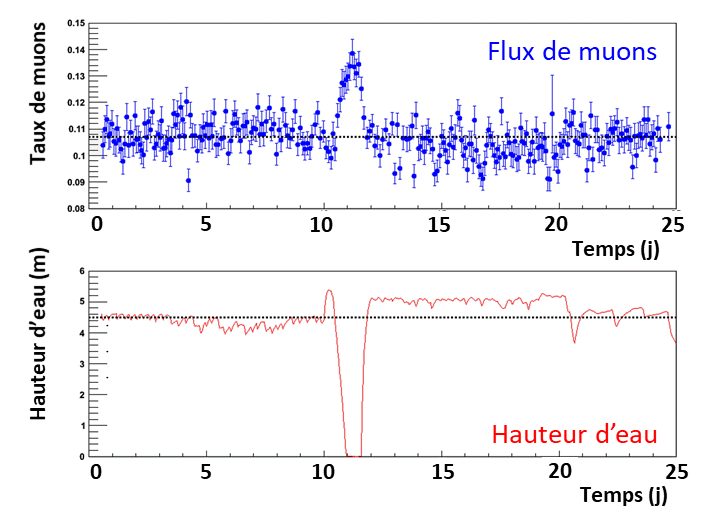 0.15
0.14
0.13
0.12
0.11
0.1
0.09
0.08
Taux de muons
Flux de muons
0 5 10 15 20 25
Temps (j)
6
5
4
3
2
1
0
Hauteur d'eau (m)
Hauteur d'eau
0 5 10 15 20 25
Temps (j)